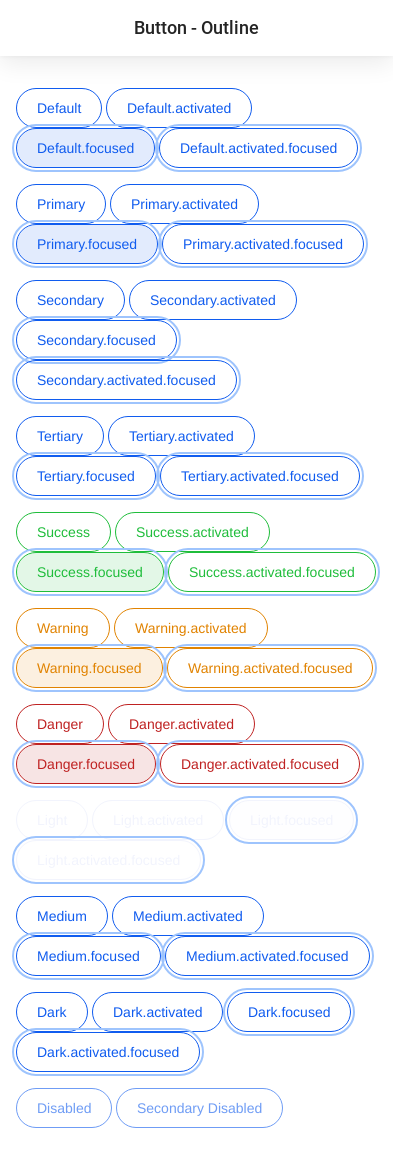 Button - Outline
Default Default.activated
Default.focused Default.activated.focused
Primary Primary.activated
Primary.focused Primary.activated.focused
Secondary Secondary.activated
Secondary.focused
Secondary.activated.focused
Tertiary Tertiary.activated
Tertiary.focused Tertiary.activated.focused
Success Success.activated
Success.focused Success.activated.focused
Warning Warning.activated
Warning.focused Warning.activated.focused
Danger Danger.activated
Danger.focused Danger.activated.focused
Light Light.activated Light.focused
Light.activated.focused
Medium Medium.activated
Medium.focused Medium.activated.focused
Dark Dark.activated Dark.focused
Dark.activated.focused
Disabled Secondary Disabled